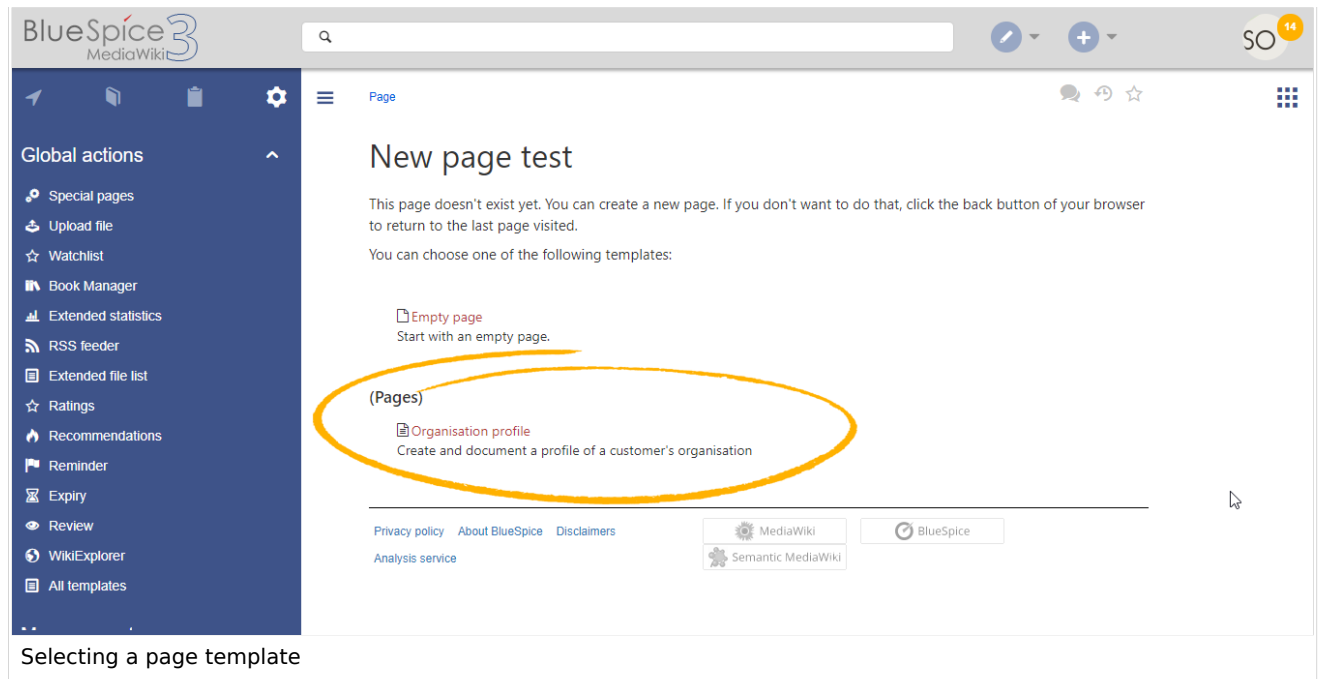 BlueSpice 3
MediaWiki
SO
14
Page
Global actions
Special pages
Upload file
Watchlist
Book Manager
Extended statistics
RSS feeder
Extended file list
Ratings
Recommendations
Reminder
Expiry
Review
WikiExplorer
All templates
New page test
This page doesn't exist yet. You can create a new page. If you don't want to do that, click the back button of your browser
to return to the last page visited.
You can choose one of the following templates:
Empty page
Start with an empty page.
(Pages)
Organisation profile
Create and document a profile of a customer's organisation
Privacy policy About BlueSpice Disclaimers
Analysis service
MediaWiki
BlueSpice
Semantic MediaWiki
Selecting a page template